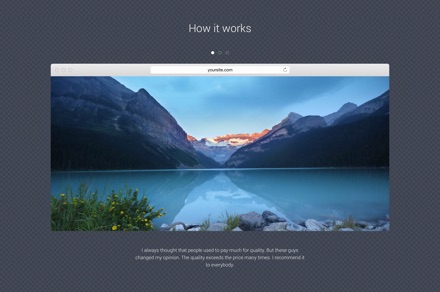 How it works
yoursite.com
I always thought that people used to pay much for quality. But these guys
changed my opinion. The quality exceeds the price many times. I recommend it
to everybody.